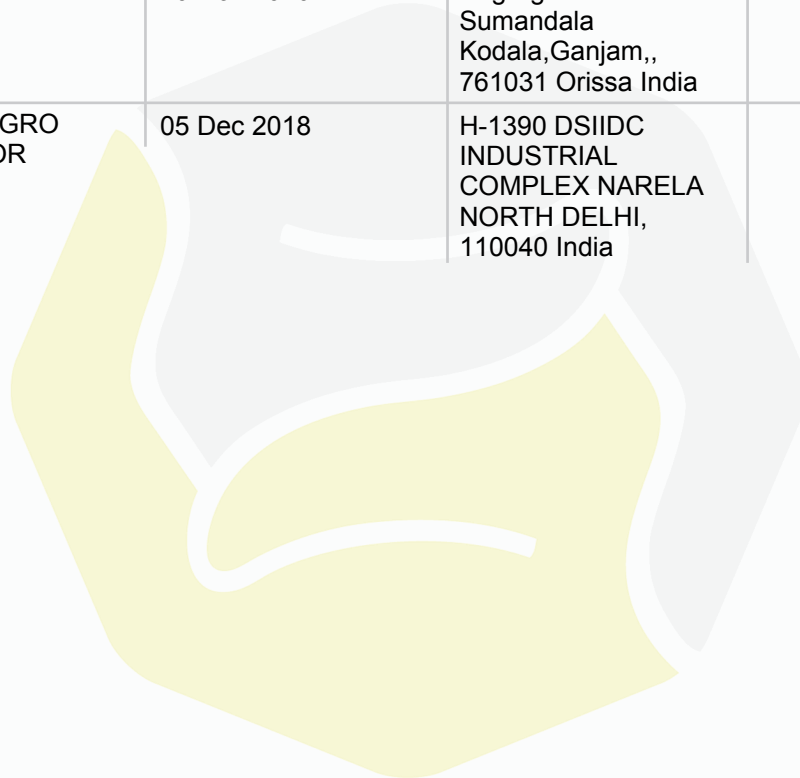 Sumandala
Kodala,Ganjam,,
761031 Orissa India
GRO
OR
05 Dec 2018
H-1390 DSIIDC
INDUSTRIAL
COMPLEX NARELA
NORTH DELHI,
110040 India